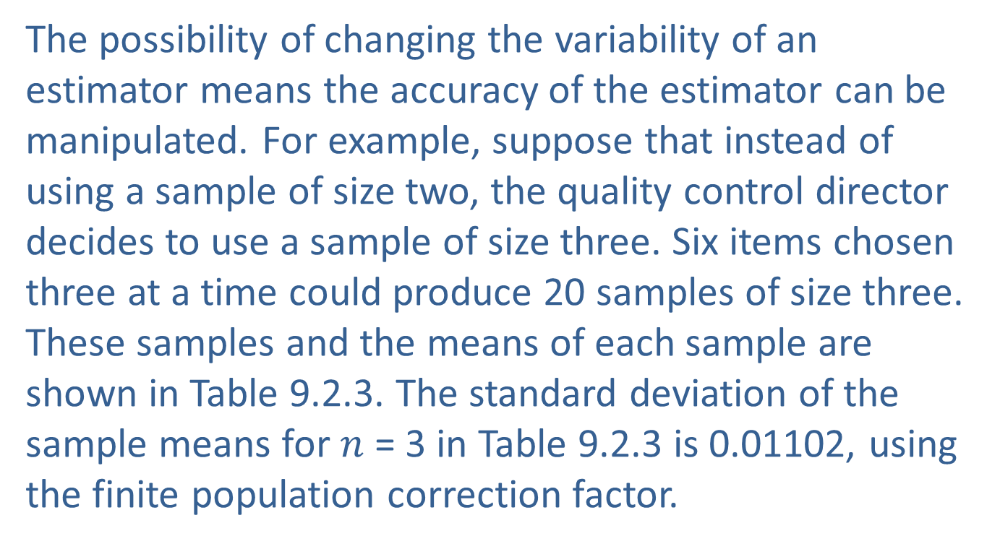 The possibility of changing the variability of an
estimator means the accuracy of the estimator can be
manipulated. For example, suppose that instead of
using a sample of size two, the quality control director
decides to use a sample of size three. Six items chosen
three at a time could produce 20 samples of size three.
These samples and the means of each sample are
shown in Table 9.2.3. The standard deviation of the
sample means for n = 3 in Table 9.2.3 is 0.01102, using
the finite population correction factor.